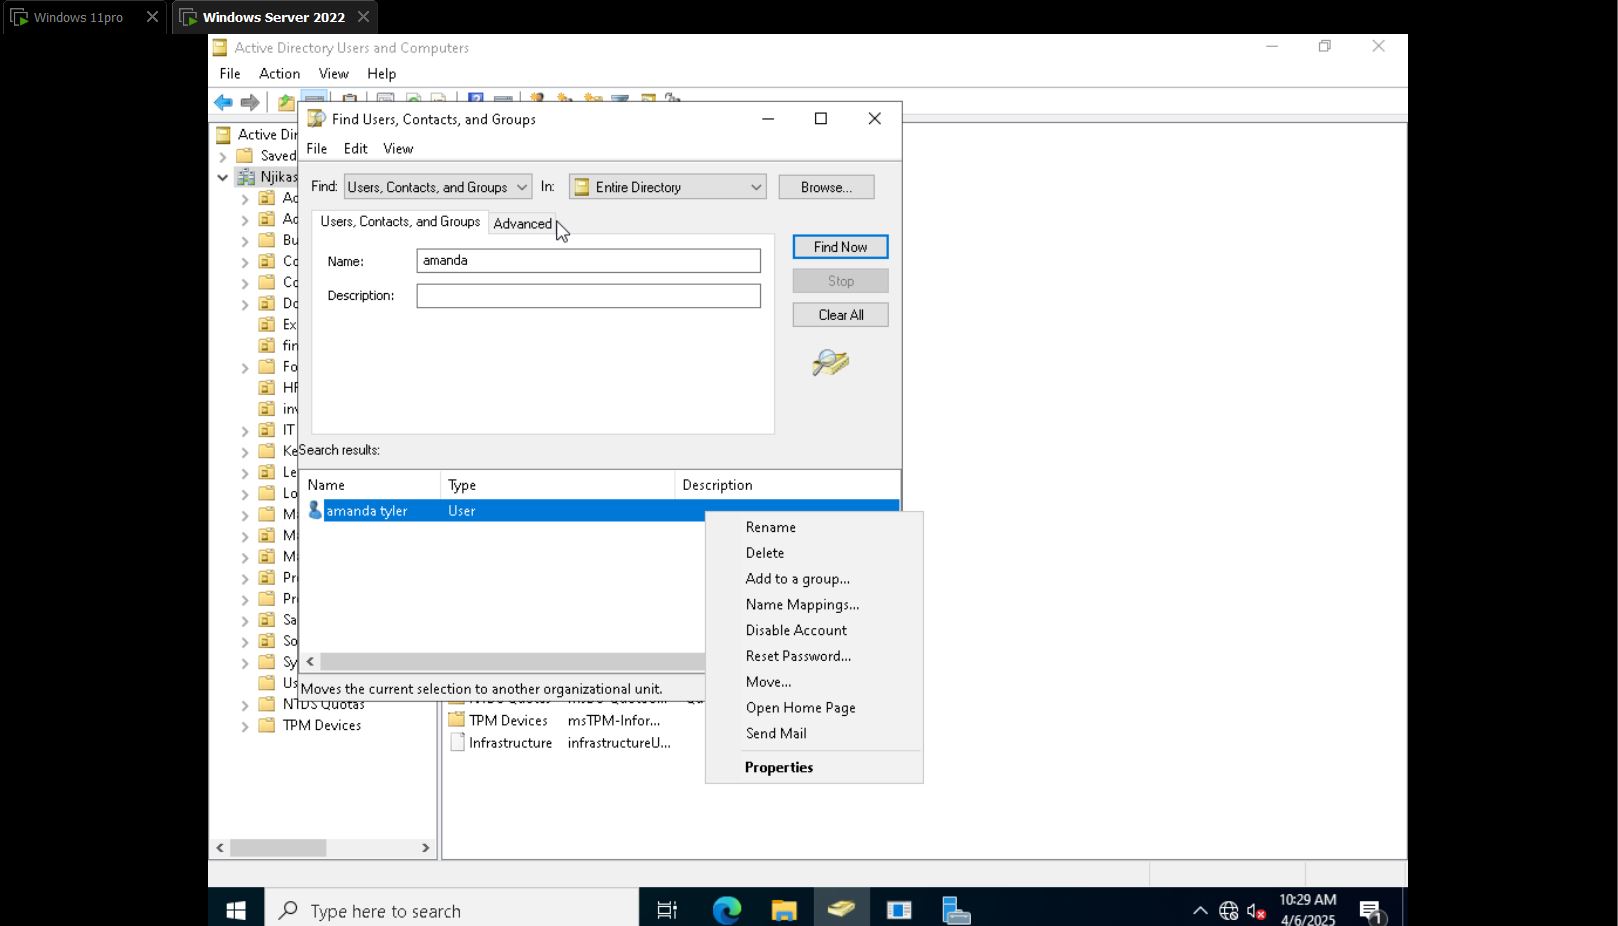 Windows 11pro
Windows Server 2022
Active Directory Users and Computers
File Action View Help
Find Users, Contacts, and Groups
File Edit View
Find: Users, Contacts, and Groups In: Entire Directory Browse...
Users, Contacts, and Groups Advanced
Name: amanda
Description:
Find Now
Stop
Clear All
Search results:
Name Type Description
amanda tyler User
Rename
Delete
Add to a group...
Name Mappings...
Disable Account
Reset Password...
Move...
Open Home Page
Send Mail
Properties
Moves the current selection to another organizational unit.
Active Dir
Saved
Njikas
Ac
Ac
Bu
Co
Co
Do
Ex
fin
Fo
HF
inv
IT
Ke
Le
Lo
M
M
M
Pr
Pr
Sa
So
Sy
Us
NTDS Quotas
TPM Devices
TPM Devices msTPM-Infor...
Infrastructure infrastructureU...
Type here to search
10:29 AM
4/6/2025
1